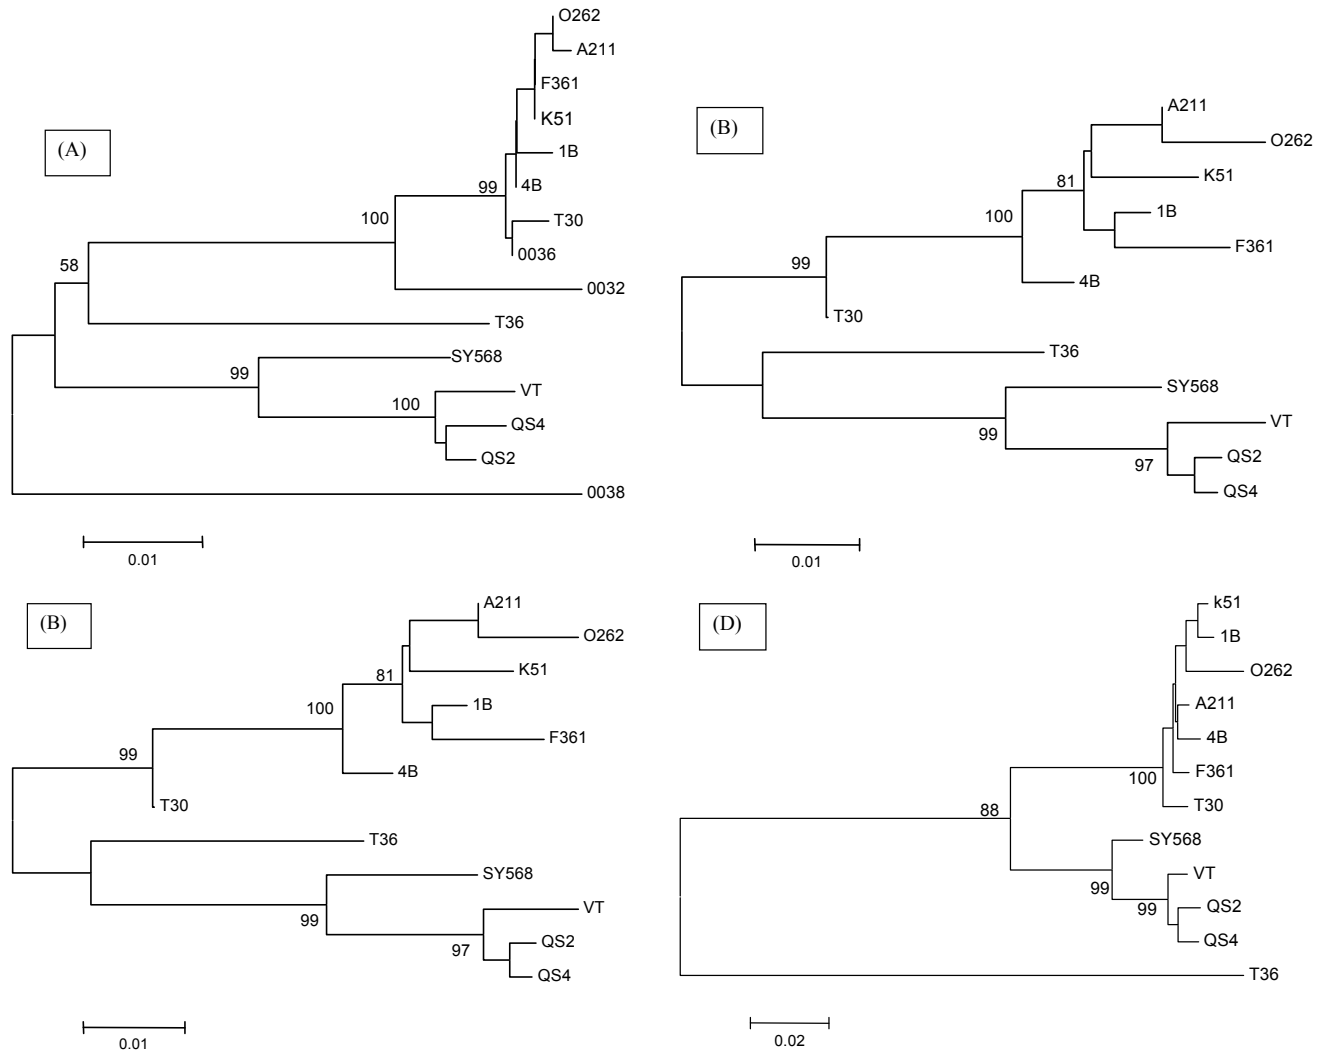 (A)
O262
A211
F361
K51
1B
99
4B
100
T30
0036
58
0032
T36
SY568
99
VT
100
QS4
QS2
0038
0.01
(B)
A211
O262
K51
81
1B
100
F361
99
4B
T30
T36
SY568
99
VT
97
QS2
QS4
0.01
(B)
A211
O262
K51
81
1B
100
F361
99
4B
T30
T36
SY568
99
VT
97
QS2
QS4
0.01
(D)
k51
1B
O262
A211
4B
F361
100
T30
88
SY568
99
VT
99
QS2
QS4
T36
0.02